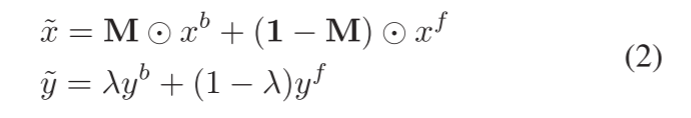 x̃ = M ⊙ x^b + (1 − M) ⊙ x^f
ỹ = λy^b + (1 − λ)y^f
(2)